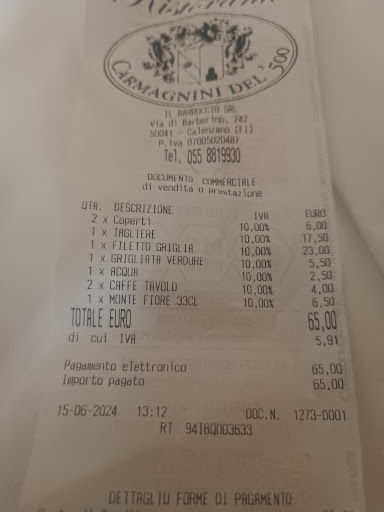 Ristorante
CARMAGNINI DEL '500
Il BARROCCIO SRL
via di Barberino, 242
50041 - Calenzano (FI)
P.iva 07005020487
Tel. 055 8819930
DOCUMENTO COMMERCIALE
di vendita o prestazione
QTA. DESCRIZIONE IVA EURO
2 x Coperti 10,00% 6,00
1 x TAGLIERE 10,00% 17,50
1 x FILETTO GRIGLIA 10,00% 23,00
1 x GRIGLIATA VERDURE 10,00% 5,50
1 x ACQUA 10,00% 2,50
2 x CAFFE TAVOLO 10,00% 4,00
1 x MONTE FIORE 33CL 10,00% 6,50
TOTALE EURO 65,00
di cui IVA 5,91
Pagamento elettronico 65,00
Importo pagato 65,00
15-06-2024 13:12 DOC.N. 1273-0001
RT 94IBQ003633
DETTAGLIO FORME DI PAGAMENTO